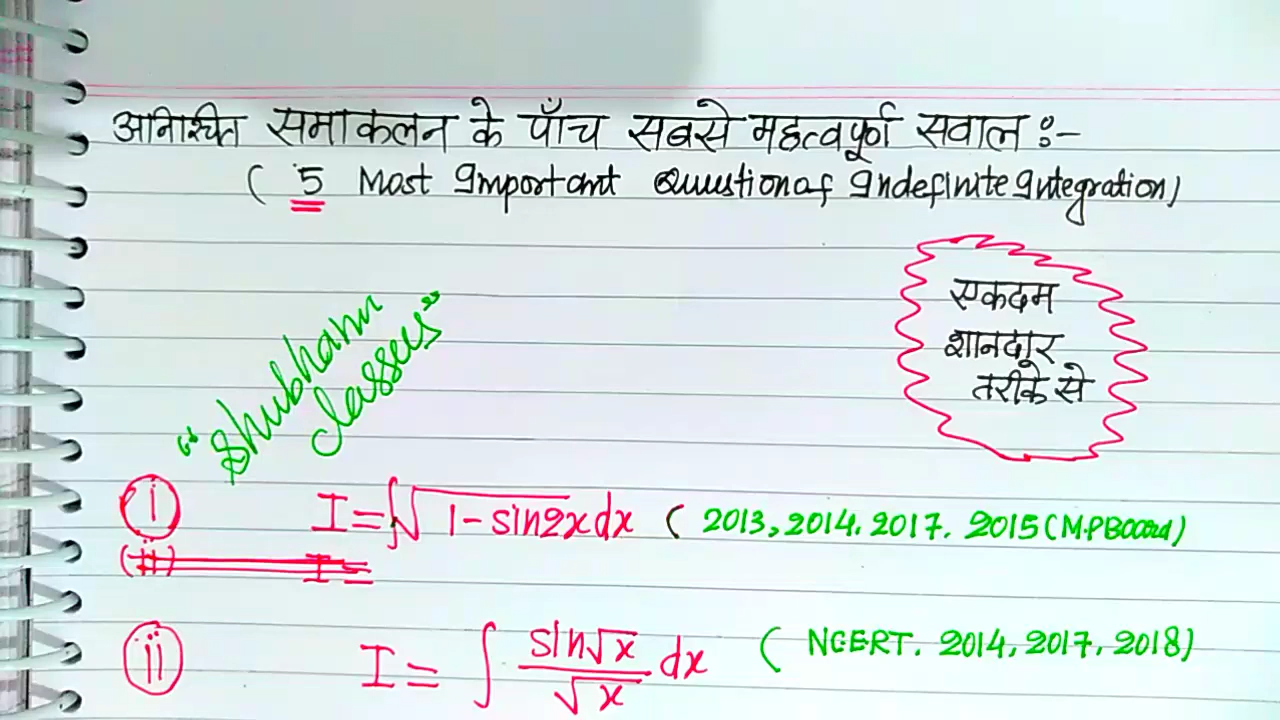 अनिश्चित समाकलन के पाँच सबसे महत्वपूर्ण सवाल :-
( 5 Most Important Question of Indefinite Integration)
एकदम
शानदार
तरीके से
"Shubham
classes"
(i) I = ∫√(1-sin2x) dx ( 2013, 2014. 2017. 2015 (M.P Board)
(ii) I =
(ii) I = ∫ sin√x / √x dx ( NCERT. 2014, 2017, 2018)